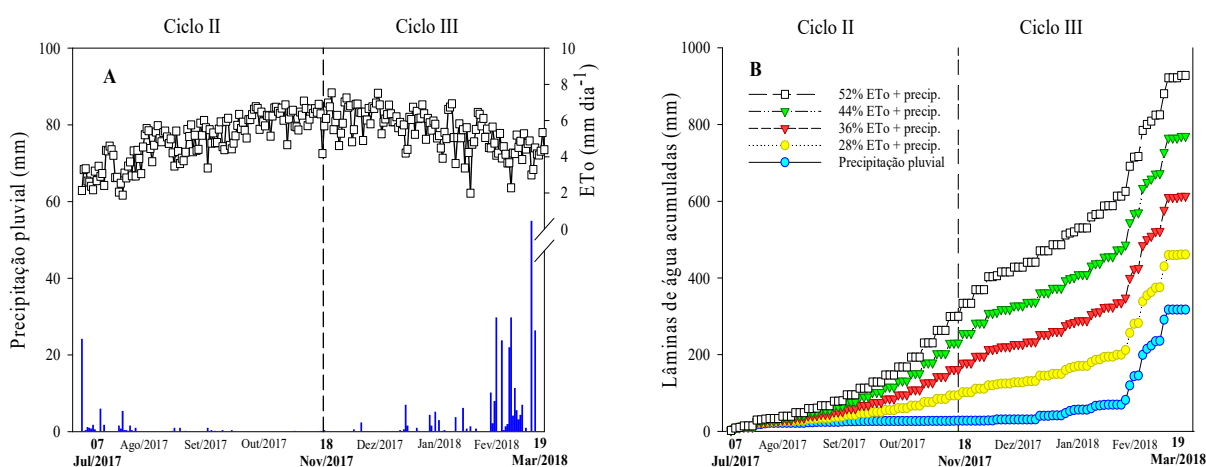 Ciclo II
Ciclo III
100
80
60
40
20
0
Precipitação pluvial (mm)
A
10
8
6
4
2
0
ETo (mm dia-1)
07
Ago/2017
Set/2017
Out/2017
18
Dez/2017
Jan/2018
Fev/2018
19
Jul/2017
Nov/2017
Mar/2018
Ciclo II
Ciclo III
1000
800
600
400
200
0
Lâminas de água acumuladas (mm)
B
52% ETo + precip.
44% ETo + precip.
36% ETo + precip.
28% ETo + precip.
Precipitação pluvial
07
Ago/2017
Set/2017
Out/2017
18
Dez/2017
Jan/2018
Fev/2018
19
Jul/2017
Nov/2017
Mar/2018